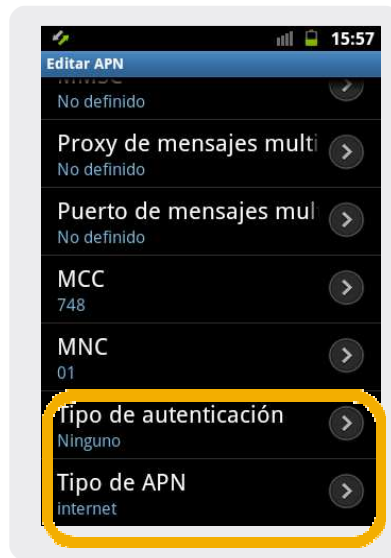 15:57
Editar APN
MMSC
No definido
Proxy de mensajes multi
No definido
Puerto de mensajes mul
No definido
MCC
748
MNC
01
Tipo de autenticación
Ninguno
Tipo de APN
internet